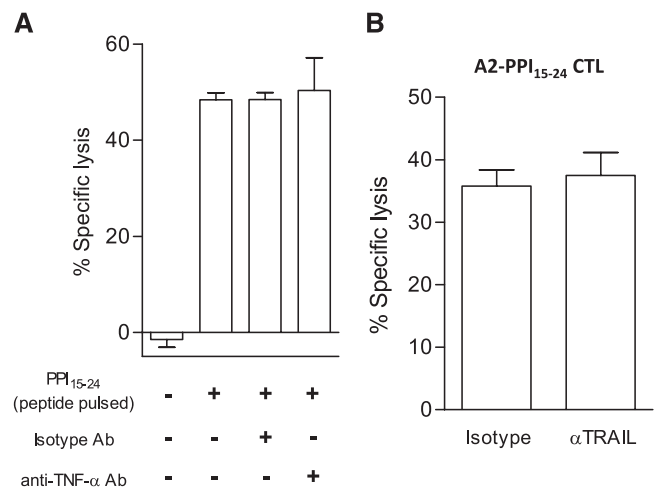 A
% Specific lysis
60
40
20
0
PPI15-24
(peptide pulsed)
- + + +
Isotype Ab
- - + -
anti-TNF-α Ab
- - - +
B
A2-PPI15-24 CTL
% Specific lysis
50
40
30
20
10
0
Isotype
αTRAIL